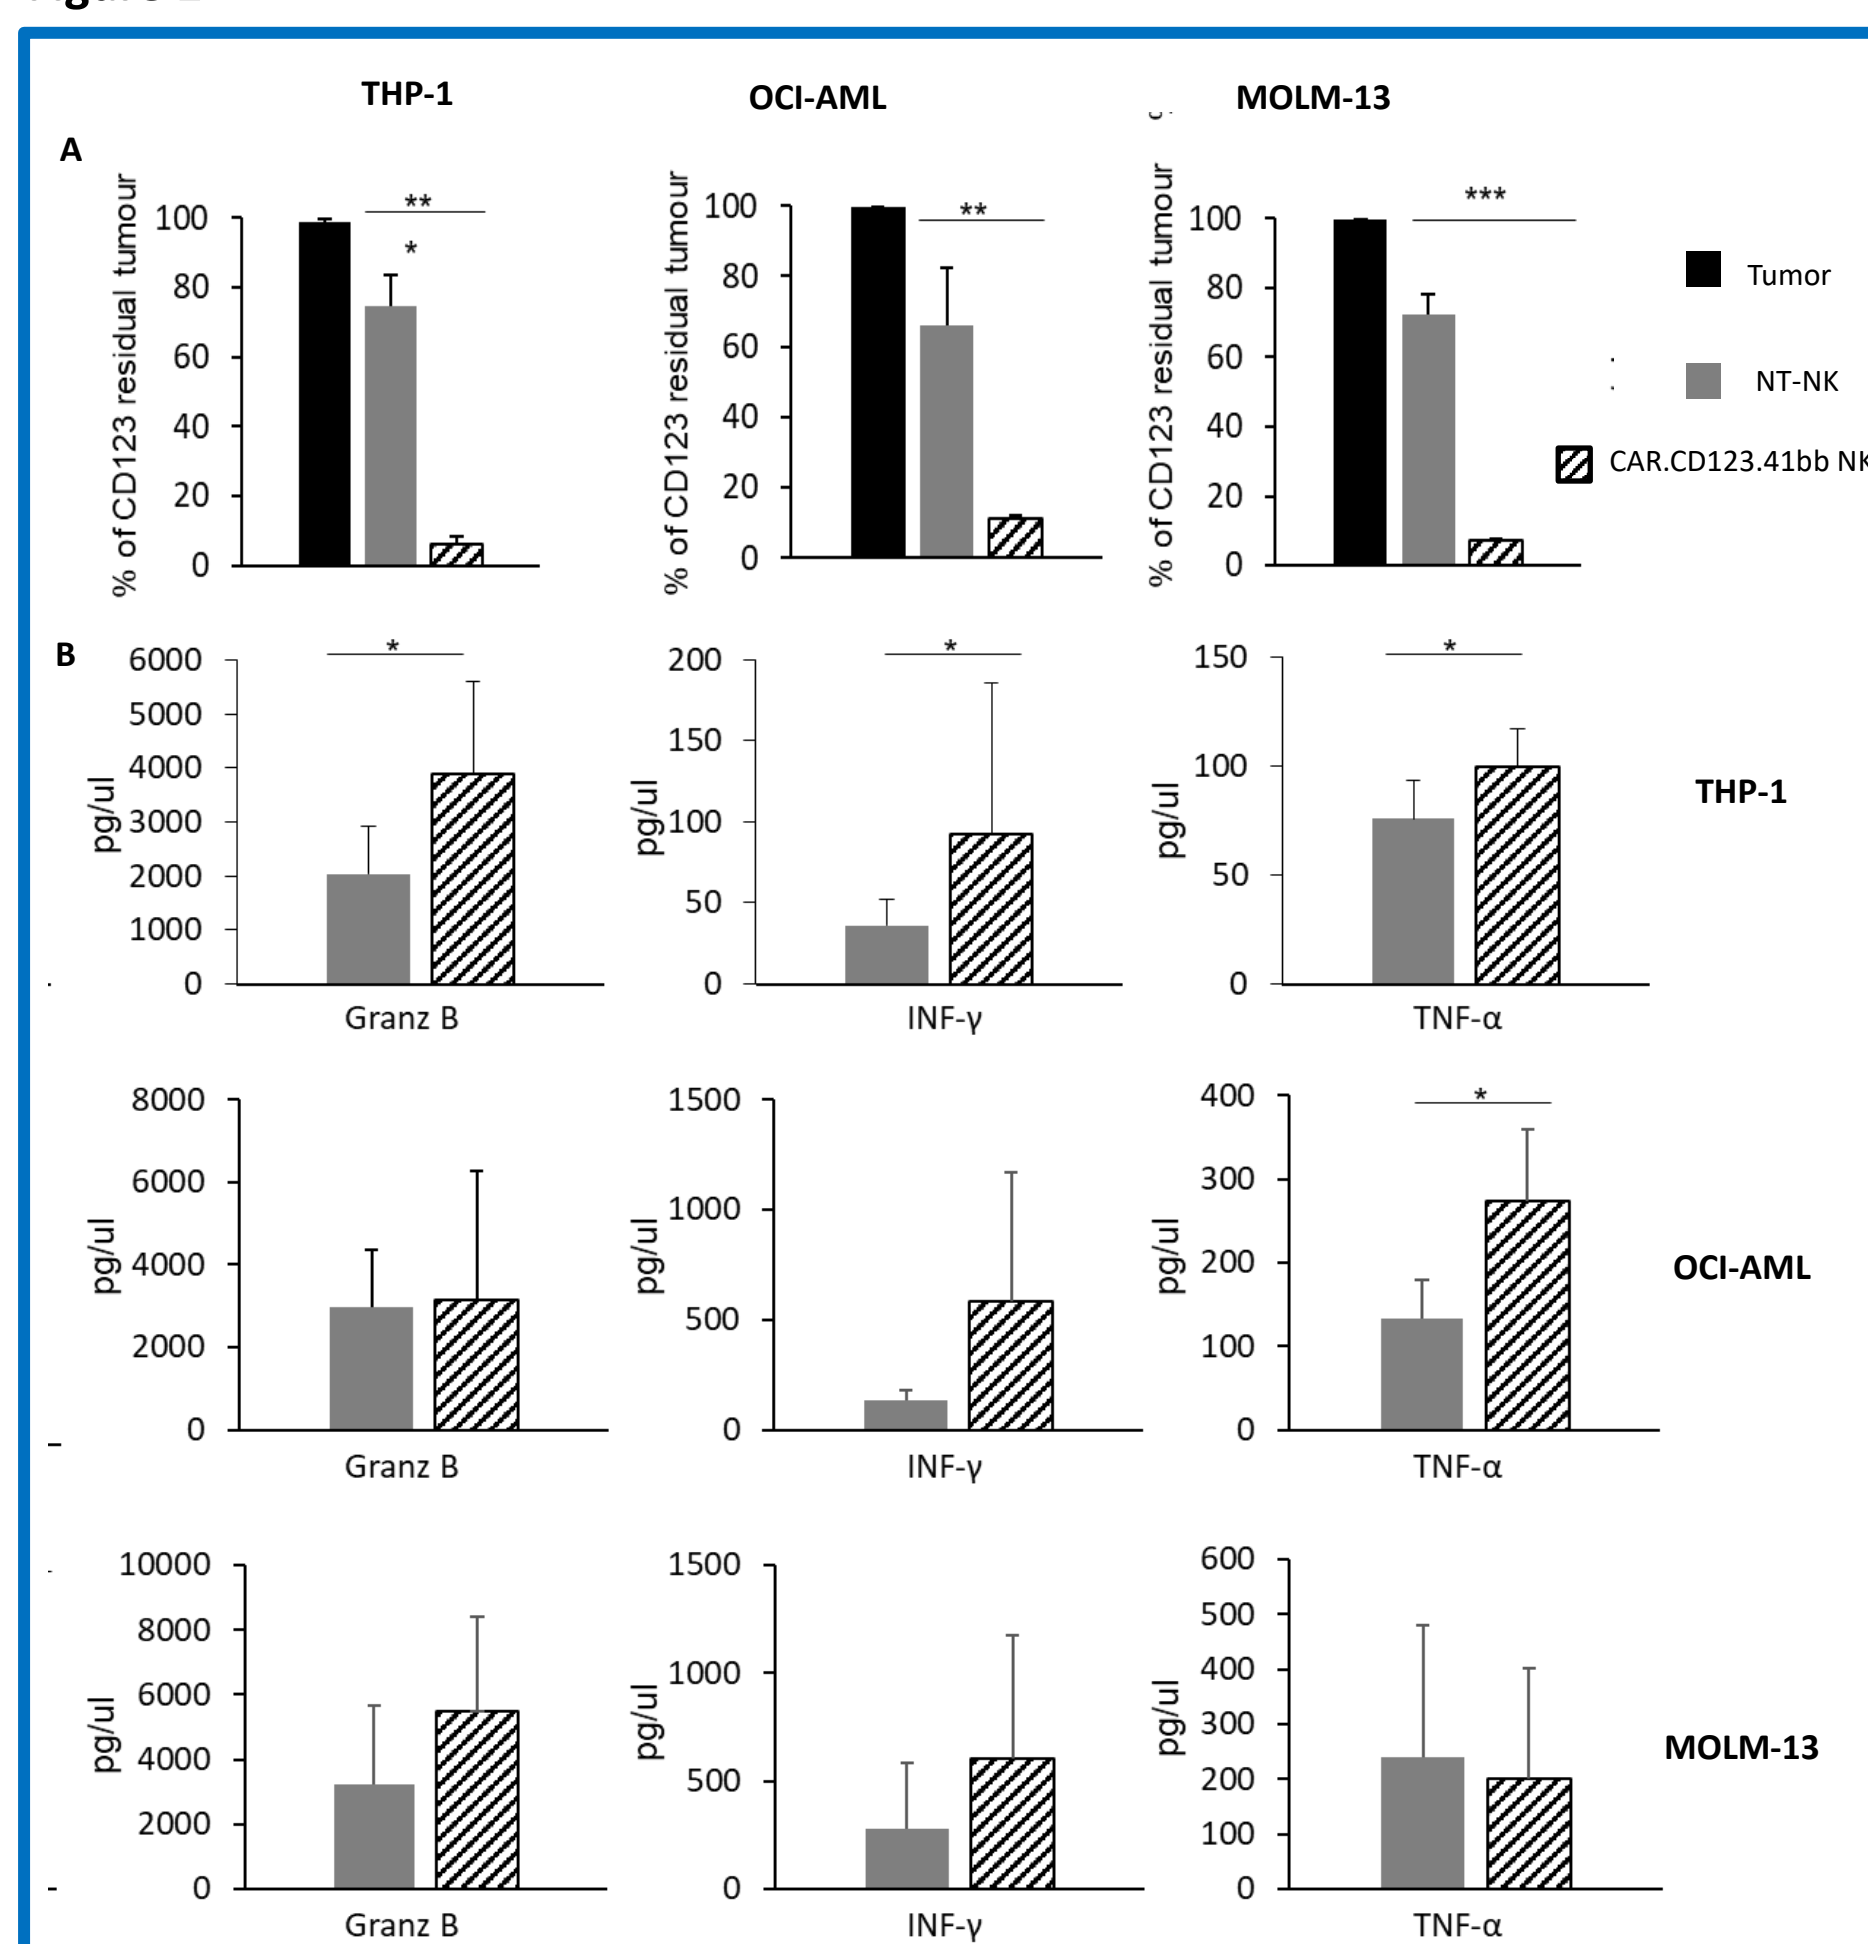 THP-1 OCI-AML MOLM-13
A
% of CD123 residual tumour
100
80
60
40
20
0
**
*
% of CD123 residual tumour
100
80
60
40
20
0
**
% of CD123 residual tumour
100
80
60
40
20
0
***
Tumor
NT-NK
CAR.CD123.41bb NK
B
pg/ul
6000
5000
4000
3000
2000
1000
0
*
Granz B
pg/ul
200
150
100
50
0
*
INF-γ
pg/ul
150
100
50
0
*
TNF-α
THP-1
pg/ul
8000
6000
4000
2000
0
Granz B
pg/ul
1500
1000
500
0
INF-γ
pg/ul
400
300
200
100
0
*
TNF-α
OCI-AML
pg/ul
10000
8000
6000
4000
2000
0
Granz B
pg/ul
1500
1000
500
0
INF-γ
pg/ul
600
500
400
300
200
100
0
TNF-α
MOLM-13